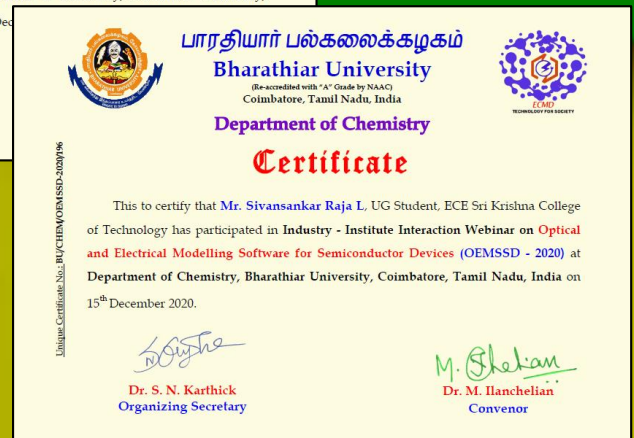 Dec
பாரதியார் பல்கலைக்கழகம்
Bharathiar University
(Re-accredited with "A" Grade by NAAC)
Coimbatore, Tamil Nadu, India
Department of Chemistry
ECMD
TECHNOLOGY FOR SOCIETY
Certificate
Unique Certificate No.: BU/CHEM/OEMSSD-2020/196
This to certify that Mr. Sivansankar Raja L, UG Student, ECE Sri Krishna College
of Technology has participated in Industry - Institute Interaction Webinar on Optical
and Electrical Modelling Software for Semiconductor Devices (OEMSSD - 2020) at
Department of Chemistry, Bharathiar University, Coimbatore, Tamil Nadu, India on
15th December 2020.
Dr. S. N. Karthick
Organizing Secretary
M. Ilanchelian
Dr. M. Ilanchelian
Convenor